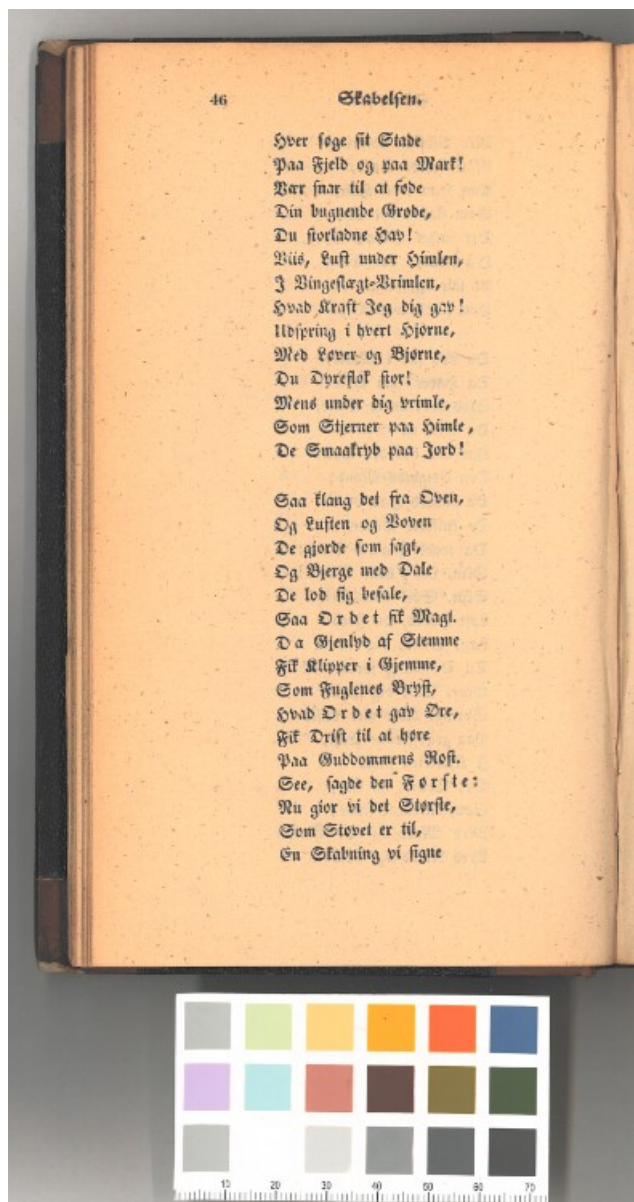 46 Skabelsen.
Hver søge sit Stade
Paa Fjeld og paa Mark!
Vær snar til at føde
Din bugnende Grøde,
Du storladne Hav!
Viis, Luft under Himlen,
I Vingeslægt-Vrimlen,
Hvad Kraft Jeg dig gav!
Udspring i hvert Hjørne,
Med Løver og Bjørne,
Du Dyreflok stor!
Mens under dig vrimle,
Som Stjerner paa Himle,
De Smaakryb paa Jord!
Saa klang det fra Oven,
Og Luften og Voven
De gjorde som sagt,
Og Bjerge med Dale
De lod sig befale,
Saa Ordet fik Magt.
Da Gjenlyd af Stemme
Fik Klipper i Gjemme,
Som Fuglenes Bryst,
Hvad Ordet gav Øre,
Fik Drist til at høre
Paa Guddommens Røst.
See, sagde den Første:
Nu giør vi det Største,
Som Støvet er til,
En Skabning vi signe
10 20 30 40 50 60 70